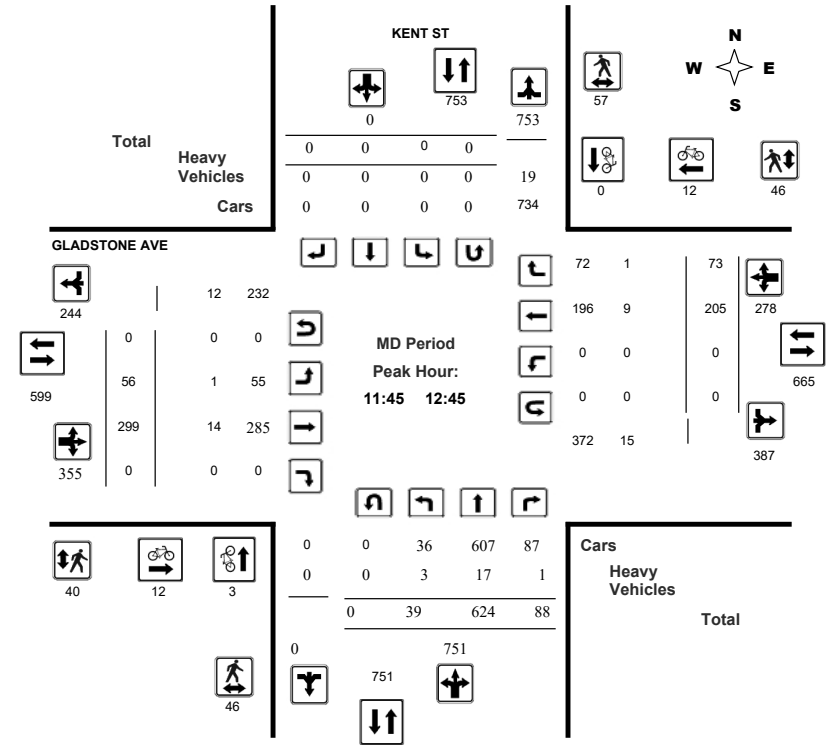 KENT ST
N
W E
S
753
57
0 753
Total
0 0 0 0
Heavy
Vehicles
0 0 0 0 19
Cars
0 0 0 0 734
0 12 46
GLADSTONE AVE
244
12 232
72 1 73
196 9 205 278
0 0 0
599
56 1 55
MD Period
Peak Hour:
11:45 12:45
0 0 0
665
0 0 0
299 14 285
355
0 0 0
372 15
387
40 12 3
0 0 36 607 87
Cars
0 0 3 17 1
Heavy
Vehicles
0 39 624 88
Total
0 751
751
46